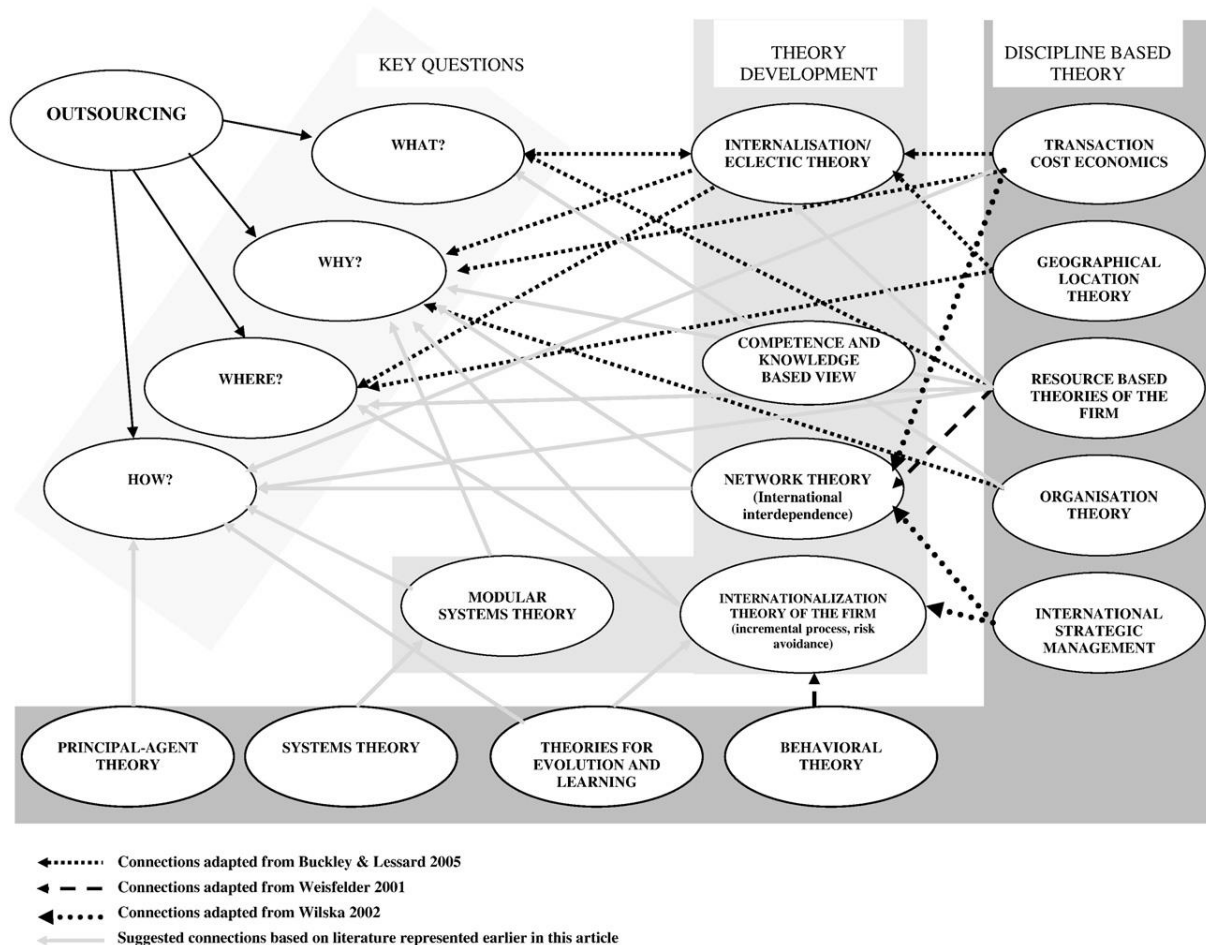 KEY QUESTIONS
THEORY
DEVELOPMENT
DISCIPLINE BASED
THEORY
OUTSOURCING
WHAT?
INTERNALISATION/
ECLECTIC THEORY
TRANSACTION
COST ECONOMICS
WHY?
GEOGRAPHICAL
LOCATION
THEORY
WHERE?
COMPETENCE AND
KNOWLEDGE
BASED VIEW
RESOURCE BASED
THEORIES OF THE
FIRM
HOW?
NETWORK THEORY
(International
interdependence)
ORGANISATION
THEORY
MODULAR
SYSTEMS THEORY
INTERNATIONALIZATION
THEORY OF THE FIRM
(incremental process, risk
avoidance)
INTERNATIONAL
STRATEGIC
MANAGEMENT
PRINCIPAL-AGENT
THEORY
SYSTEMS THEORY
THEORIES FOR
EVOLUTION AND
LEARNING
BEHAVIORAL
THEORY
Connections adapted from Buckley & Lessard 2005
Connections adapted from Weisfelder 2001
Connections adapted from Wilska 2002
Suggested connections based on literature represented earlier in this article